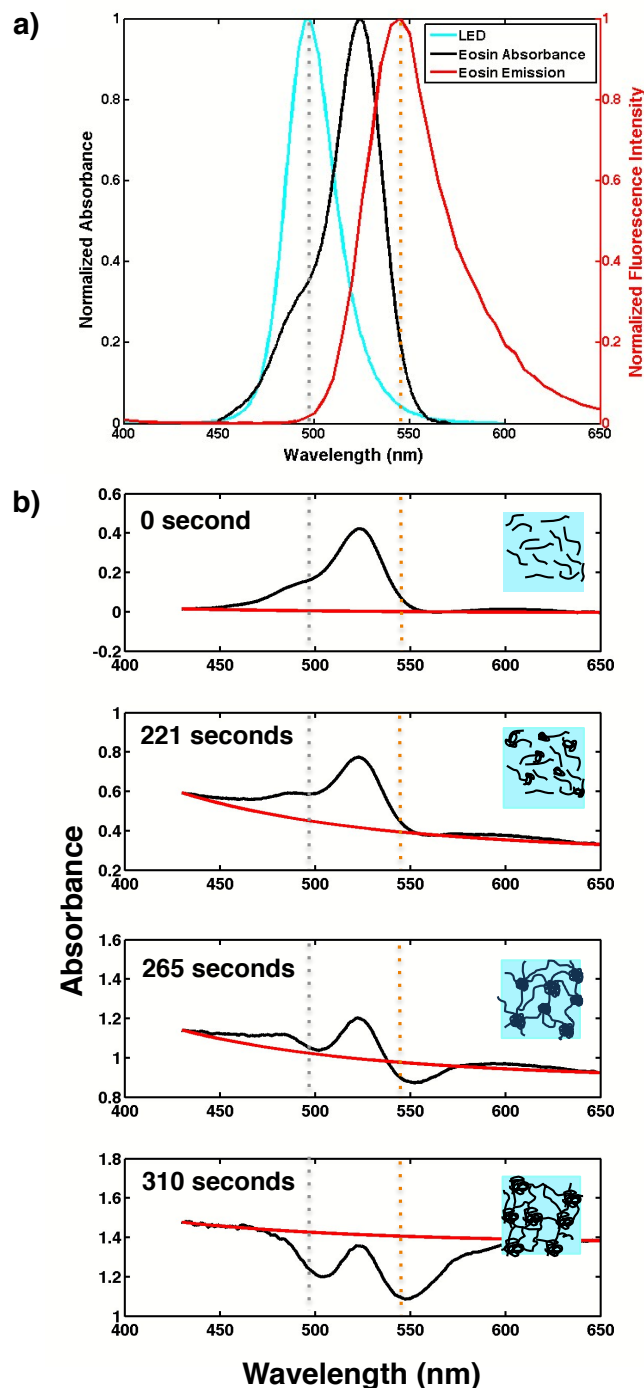 a)
LED
Eosin Absorbance
Eosin Emission
Normalized Absorbance
Normalized Fluorescence Intensity
1
0.8
0.6
0.4
0.2
0
1
0.8
0.6
0.4
0.2
0
400 450 500 550 600 650
Wavelength (nm)
b)
0 second
0.6
0.4
0.2
0
-0.2
400 450 500 550 600 650
221 seconds
1
0.8
0.6
0.4
0.2
400 450 500 550 600 650
Absorbance
265 seconds
1.6
1.4
1.2
1
0.8
400 450 500 550 600 650
310 seconds
1.8
1.6
1.4
1.2
1
400 450 500 550 600 650
Wavelength (nm)